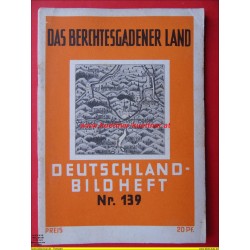 DAS BERCHTESGADENER LAND
DEUTSCHLAND-
BILDHEFT
Nr. 139
PREIS 20 Pf.